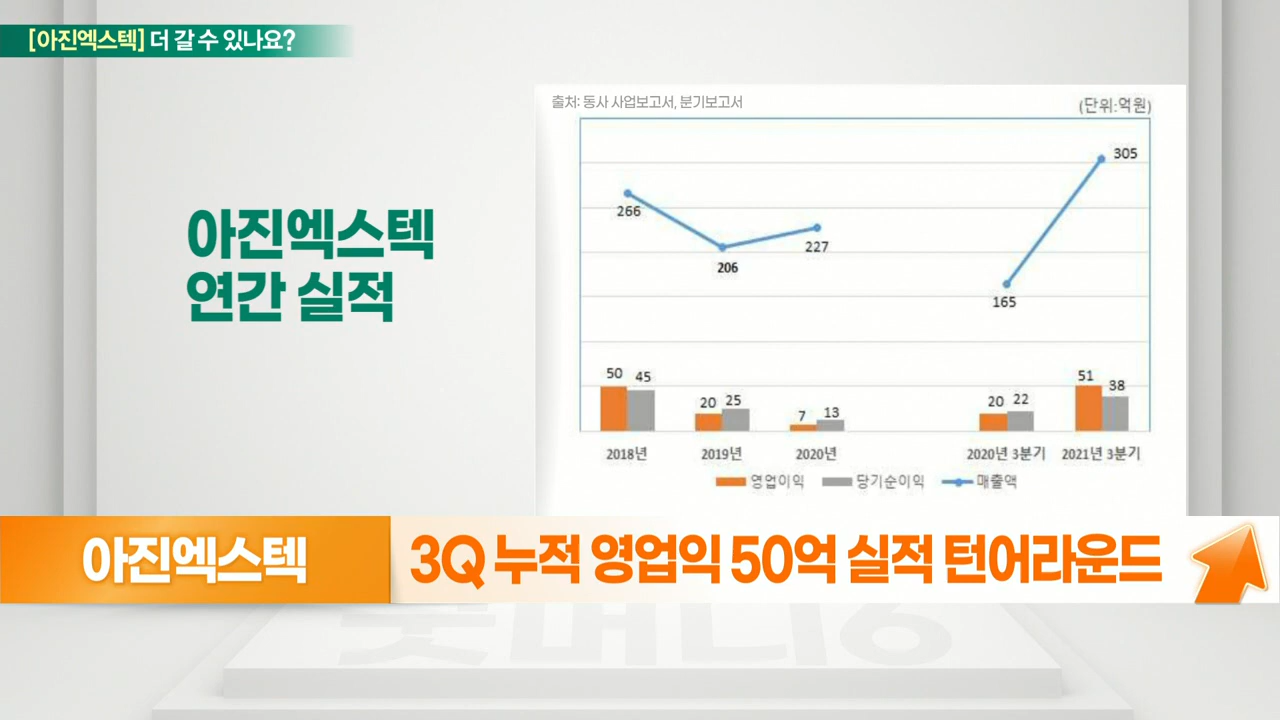 [아진엑스텍] 더 갈 수 있나요?
아진엑스텍
연간 실적
출처: 동사 사업보고서, 분기보고서
(단위:억원)
266
206
227
165
305
50 45
20 25
7 13
20 22
51 38
2018년 2019년 2020년 2020년 3분기 2021년 3분기
영업이익 당기순이익 매출액
아진엑스텍
3Q 누적 영업익 50억 실적 턴어라운드